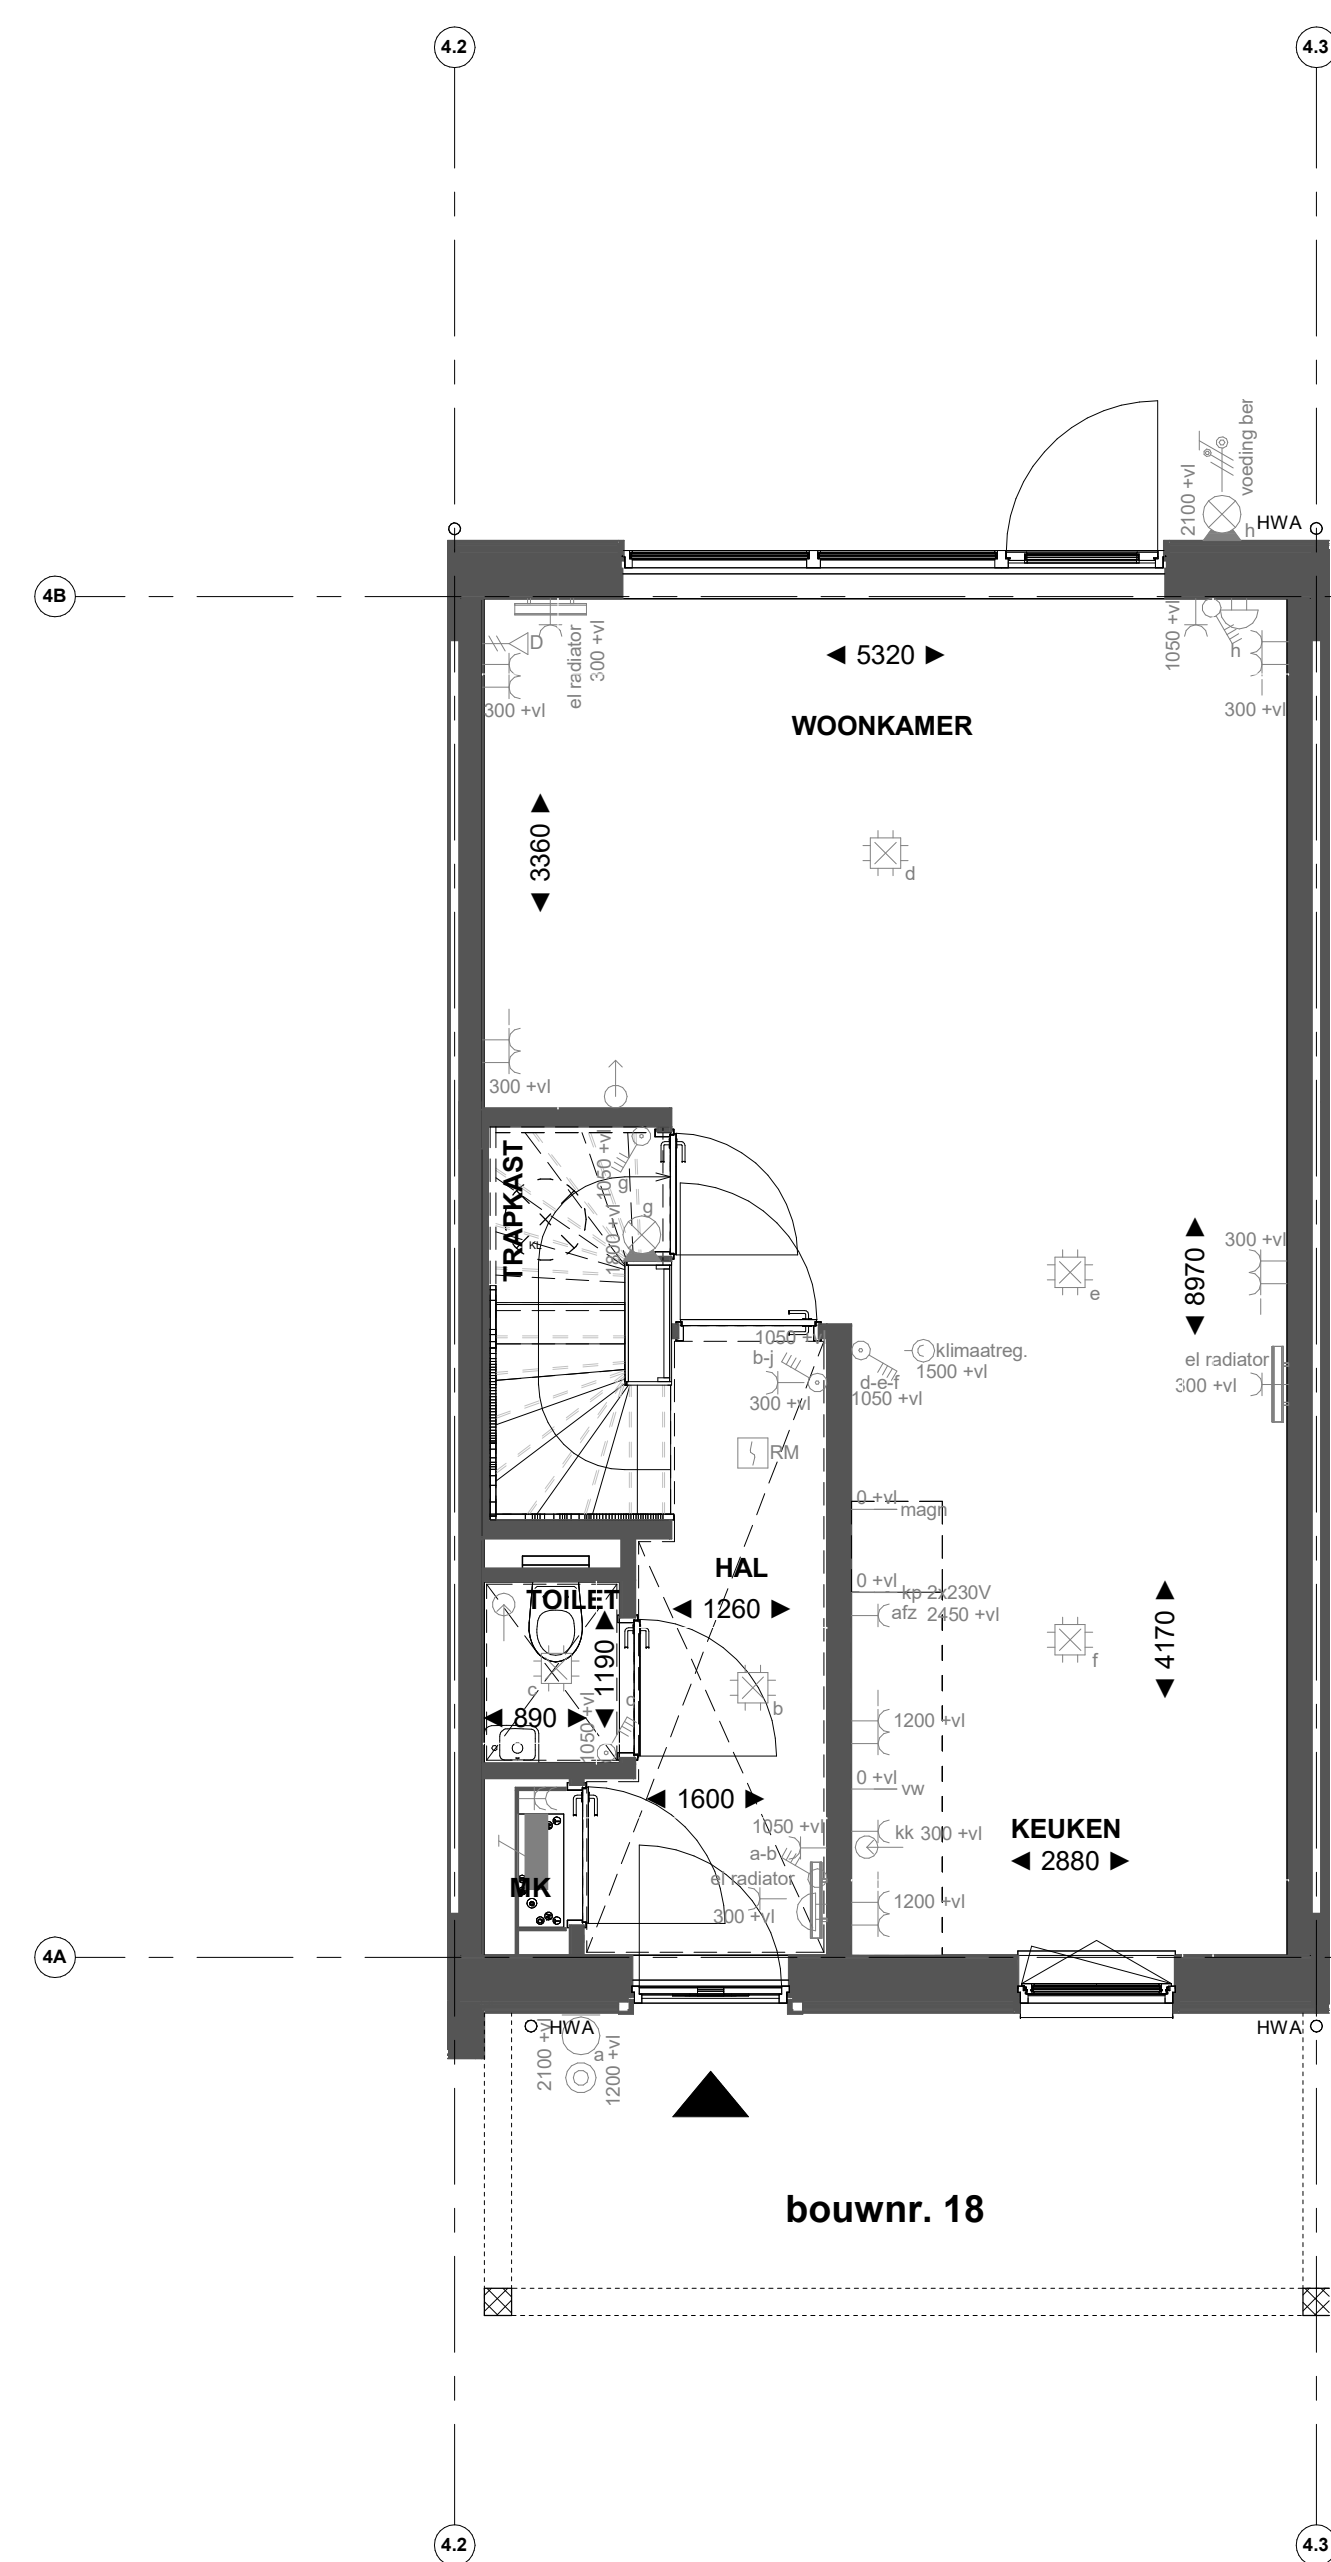 4.2
4.3
voeding ber
2100 +vl
h
HWA
4B
D
el radiator
300 +vl
300 +vl
5320
1050 +vl
h
300 +vl
WOONKAMER
3360
d
300 +vl
TRAPKAST
1050 +vl
g
g
1800 +vl
KL
8970
300 +vl
e
1050 +vl
b-j
300 +vl
klimaatreg.
1500 +vl
d-e-f
1050 +vl
el radiator
300 +vl
RM
0 +vl
magn
HAL
1260
0 +vl
kp 2x230V
afz 2450 +vl
TOILET
1190
c
c
890
1050 +vl
b
f
4170
1200 +vl
1600
0 +vl
vw
1050 +vl
a-b
kk 300 +vl
KEUKEN
2880
MK
el radiator
300 +vl
1200 +vl
4A
HWA
2100 +vl
a
1200 +vl
HWA
bouwnr. 18
4.2
4.3